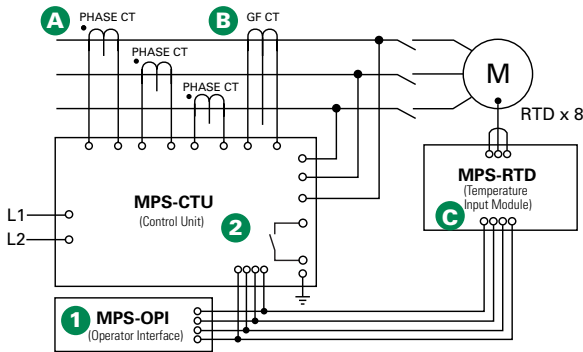 A
PHASE CT
B
GF CT
PHASE CT
PHASE CT
M
RTD x 8
MPS-RTD
(Temperature
Input Module)
C
MPS-CTU
(Control Unit)
2
L1
L2
1
MPS-OPI
(Operator Interface)